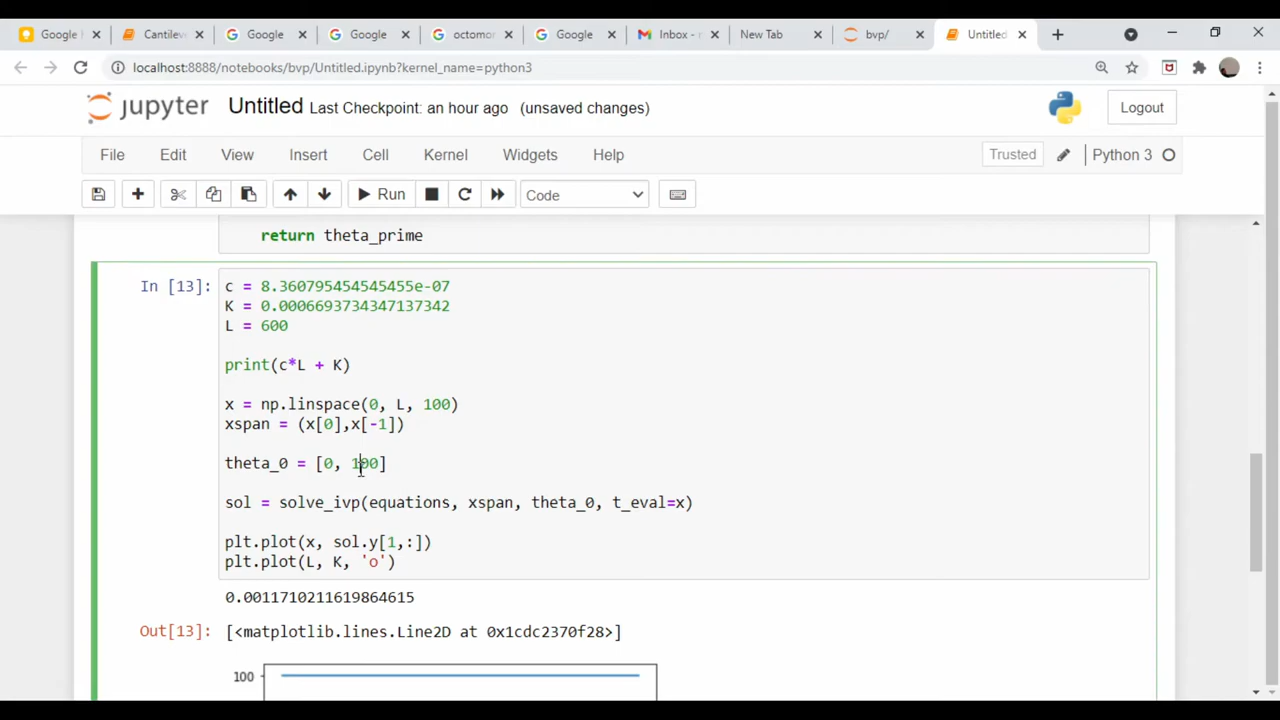 Google
Cantilev
Google
Google
octomor
Google
Inbox -
New Tab
bvp/
Untitled
localhost:8888/notebooks/bvp/Untitled.ipynb?kernel_name=python3
jupyter Untitled Last Checkpoint: an hour ago (unsaved changes)
Logout
File Edit View Insert Cell Kernel Widgets Help
Trusted Python 3
Run Code
return theta_prime
In [13]:
c = 8.360795454545455e-07
K = 0.0006693734347137342
L = 600
print(c*L + K)
x = np.linspace(0, L, 100)
xspan = (x[0],x[-1])
theta_0 = [0, 100]
sol = solve_ivp(equations, xspan, theta_0, t_eval=x)
plt.plot(x, sol.y[1,:])
plt.plot(L, K, 'o')
0.0011710211619864615
Out[13]: [<matplotlib.lines.Line2D at 0x1cdc2370f28>]
100